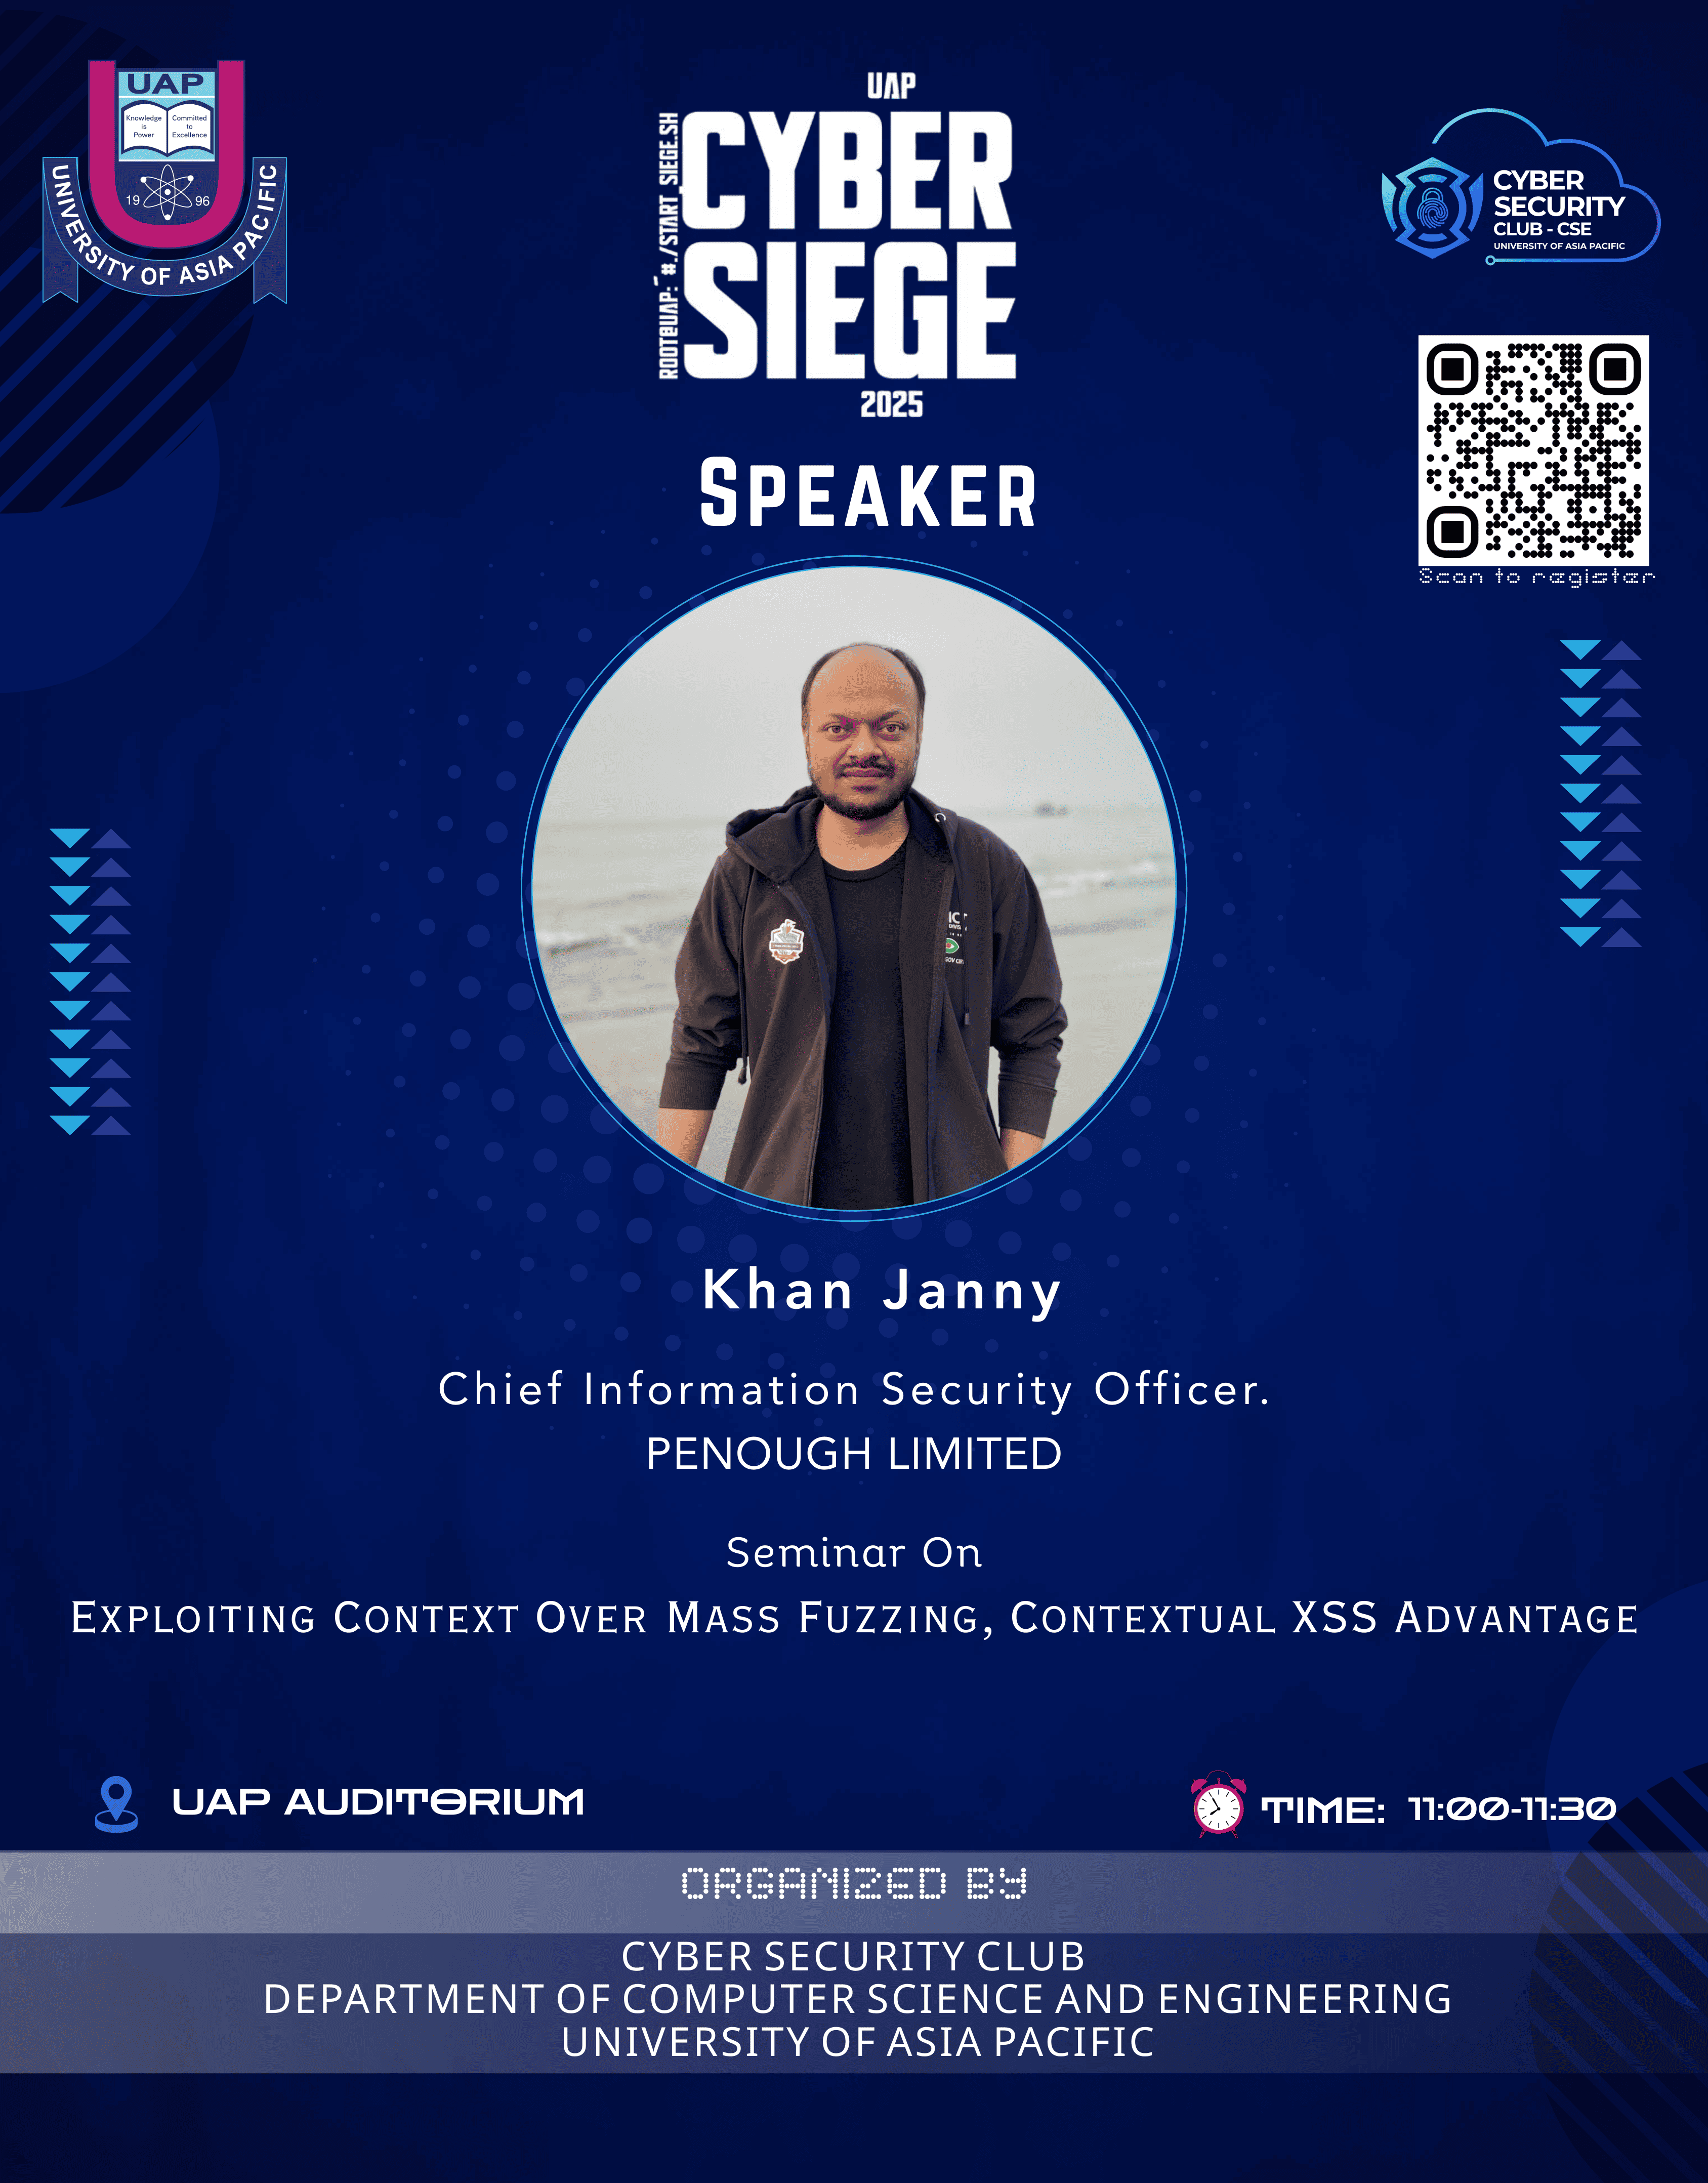 UAP
Knowledge
is
Power
Committed
to
Excellence
19 96
UNIVERSITY OF ASIA PACIFIC
UAP
CYBER
SIEGE
2025
ROOT@UAP:~#./START_SIEGE.SH
CYBER
SECURITY
CLUB - CSE
UNIVERSITY OF ASIA PACIFIC
Scan to register
SPEAKER
Khan Janny
Chief Information Security Officer.
PENOUGH LIMITED
Seminar On
EXPLOITING CONTEXT OVER MASS FUZZING, CONTEXTUAL XSS ADVANTAGE
UAP AUDITORIUM
TIME: 11:00-11:30
ORGANIZED BY
CYBER SECURITY CLUB
DEPARTMENT OF COMPUTER SCIENCE AND ENGINEERING
UNIVERSITY OF ASIA PACIFIC